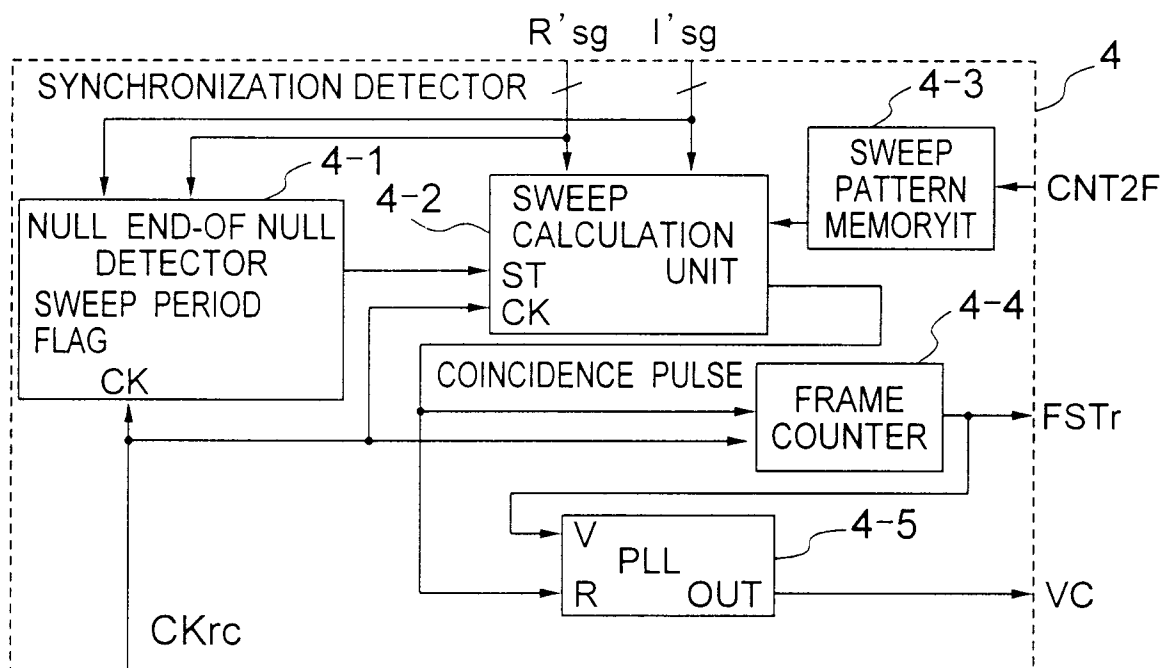 R'sg I'sg
SYNCHRONIZATION DETECTOR
4
4-3
SWEEP
PATTERN
MEMORYIT
CNT2F
4-1
4-2
NULL END-OF NULL
DETECTOR
SWEEP PERIOD
FLAG
CK
SWEEP
CALCULATION
UNIT
ST
CK
4-4
COINCIDENCE PULSE
FRAME
COUNTER
FSTr
4-5
V
PLL
R OUT
VC
CKrc